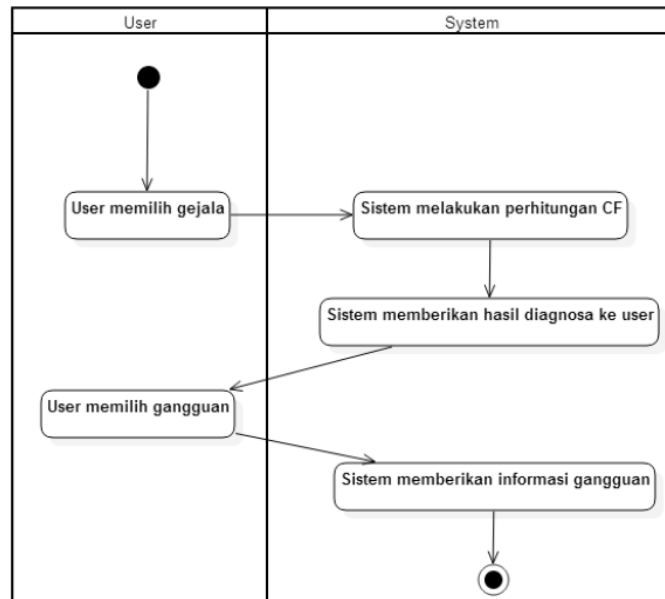 User
System
User memilih gejala
Sistem melakukan perhitungan CF
Sistem memberikan hasil diagnosa ke user
User memilih gangguan
Sistem memberikan informasi gangguan